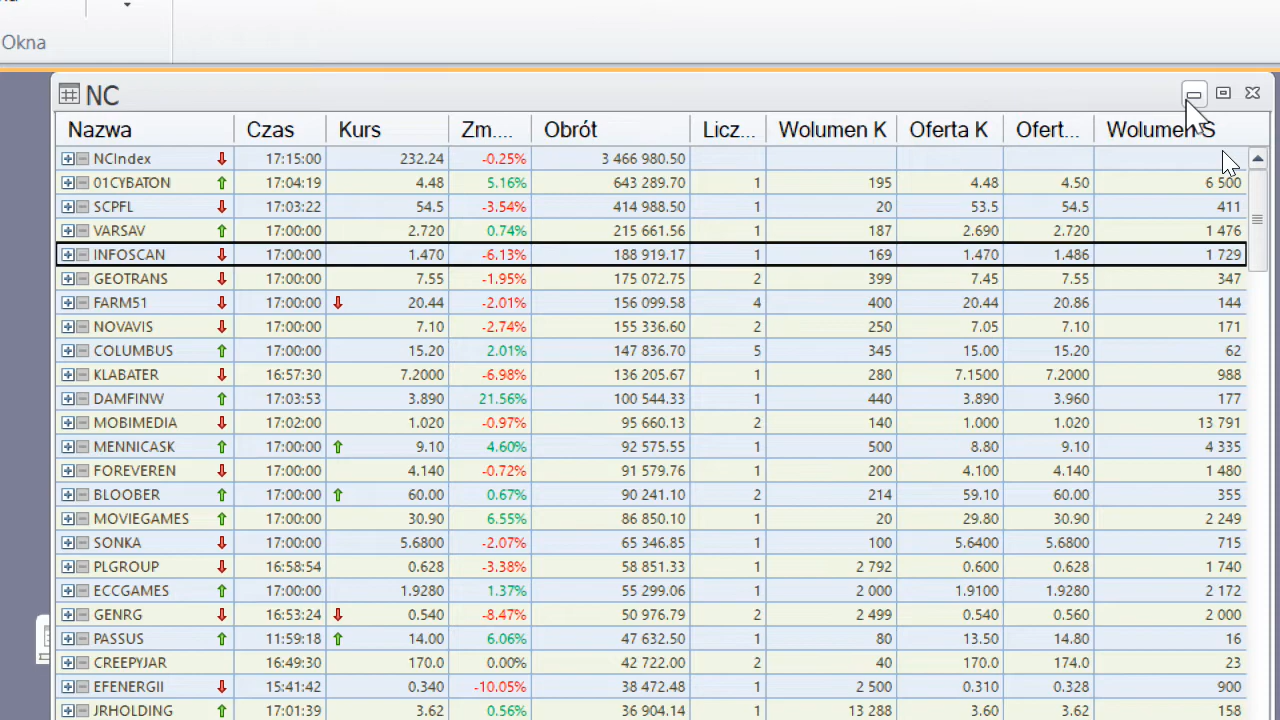 Okna
NC
Nazwa Czas Kurs Zm.... Obrót Licz... Wolumen K Oferta K Ofert... Wolumen S
NCIndex 17:15:00 232.24 -0.25% 3 466 980.50
01CYBATON 17:04:19 4.48 5.16% 643 289.70 1 195 4.48 4.50 6 500
SCPFL 17:03:22 54.5 -3.54% 414 988.50 1 20 53.5 54.5 411
VARSAV 17:00:00 2.720 0.74% 215 661.56 1 187 2.690 2.720 1 476
INFOSCAN 17:00:00 1.470 -6.13% 188 919.17 1 169 1.470 1.486 1 729
GEOTRANS 17:00:00 7.55 -1.95% 175 072.75 2 399 7.45 7.55 347
FARM51 17:00:00 20.44 -2.01% 156 099.58 4 400 20.44 20.86 144
NOVAVIS 17:00:00 7.10 -2.74% 155 336.60 2 250 7.05 7.10 171
COLUMBUS 17:00:00 15.20 2.01% 147 836.70 5 345 15.00 15.20 62
KLABATER 16:57:30 7.2000 -6.98% 136 205.67 1 280 7.1500 7.2000 988
DAMFINW 17:03:53 3.890 21.56% 100 544.33 1 440 3.890 3.960 177
MOBIMEDIA 17:02:00 1.020 -0.97% 95 660.13 2 140 1.000 1.020 13 791
MENNICASK 17:00:00 9.10 4.60% 92 575.55 1 500 8.80 9.10 4 335
FOREVEREN 17:00:00 4.140 -0.72% 91 579.76 1 200 4.100 4.140 1 480
BLOOBER 17:00:00 60.00 0.67% 90 241.10 2 214 59.10 60.00 355
MOVIEGAMES 17:00:00 30.90 6.55% 86 850.10 1 20 29.80 30.90 2 249
SONKA 17:00:00 5.6800 -2.07% 65 346.85 1 100 5.6400 5.6800 715
PLGROUP 16:58:54 0.628 -3.38% 58 851.33 1 2 792 0.600 0.628 1 740
ECCGAMES 17:00:00 1.9280 1.37% 55 299.06 1 2 000 1.9100 1.9280 2 172
GENRG 16:53:24 0.540 -8.47% 50 976.79 2 2 499 0.540 0.560 2 000
PASSUS 11:59:18 14.00 6.06% 47 632.50 1 80 13.50 14.80 16
CREEPYJAR 16:49:30 170.0 0.00% 42 722.00 2 40 170.0 174.0 23
EFENERGII 15:41:42 0.340 -10.05% 38 472.48 1 2 500 0.310 0.328 900
JRHOLDING 17:01:39 3.62 0.56% 36 904.14 1 13 288 3.60 3.62 158